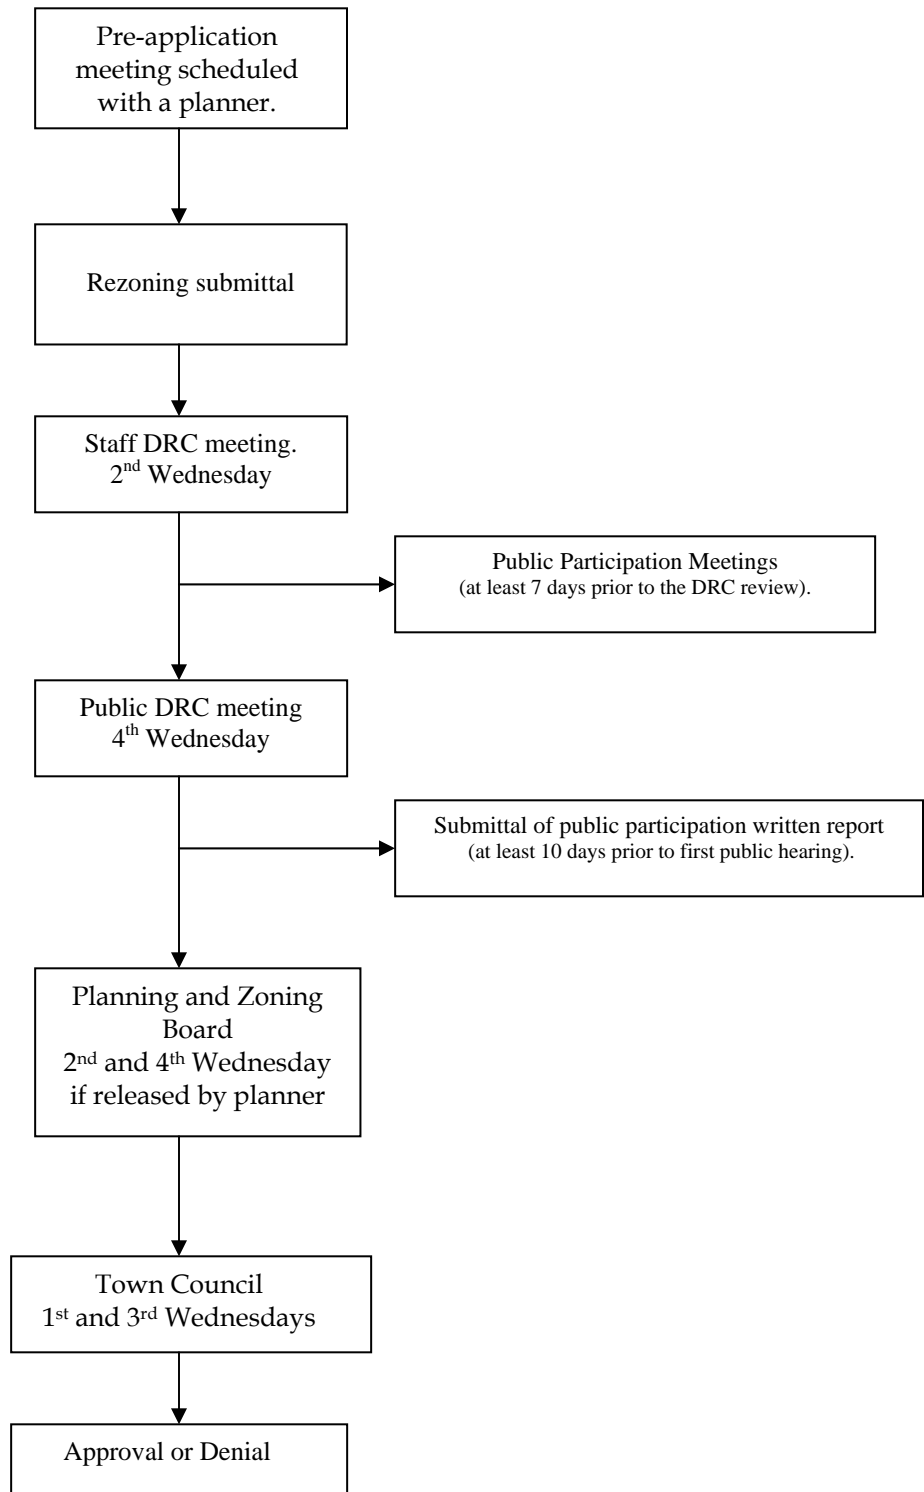 Pre-application
meeting scheduled
with a planner.
Rezoning submittal
Staff DRC meeting.
2nd Wednesday
Public Participation Meetings
(at least 7 days prior to the DRC review).
Public DRC meeting
4th Wednesday
Submittal of public participation written report
(at least 10 days prior to first public hearing).
Planning and Zoning
Board
2nd and 4th Wednesday
if released by planner
Town Council
1st and 3rd Wednesdays
Approval or Denial